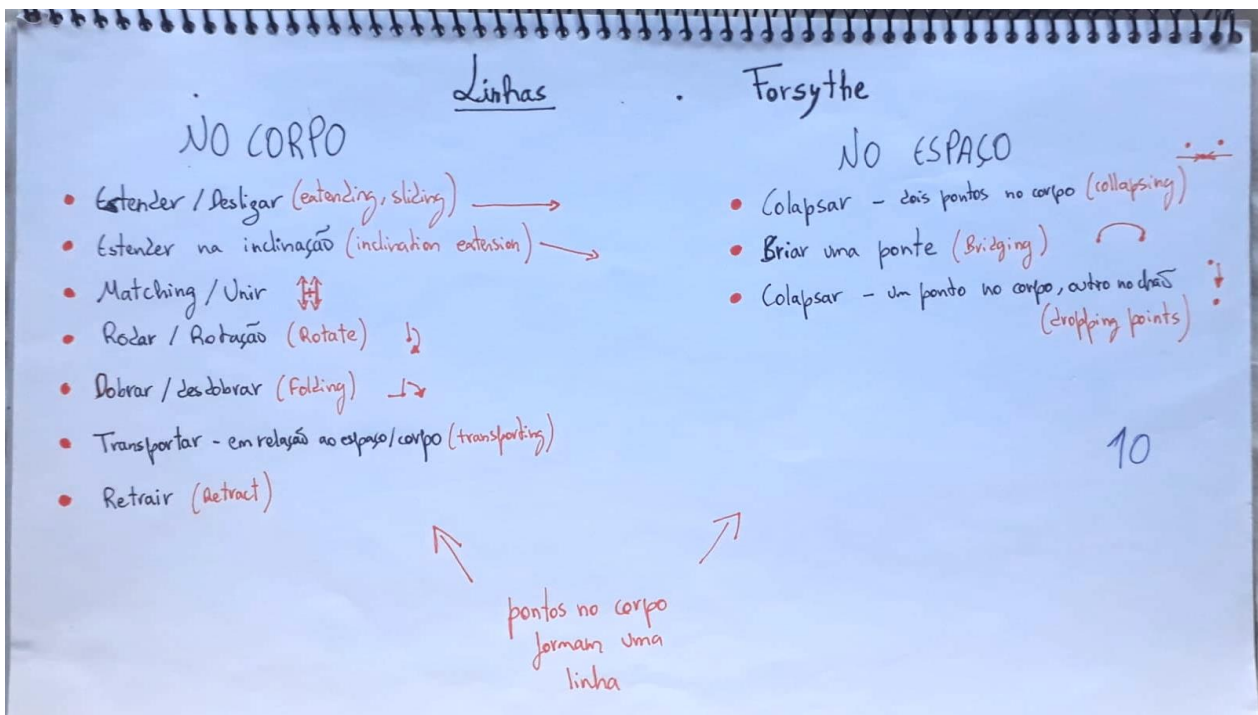 Linhas . Forsythe
NO CORPO
• Estender / Desligar (extending, sliding)
• Estender na inclinação (inclination extension)
• Matching / Unir
• Rodar / Rotação (Rotate)
• Dobrar / desdobrar (Folding)
• Transportar - em relação ao espaço/corpo (transporting)
• Retrair (Retract)
NO ESPAÇO
• Colapsar - dois pontos no corpo (collapsing)
• Briar uma ponte (Bridging)
• Colapsar - um ponto no corpo, outro no chão
(dropping points)
10
pontos no corpo
formam uma
linha